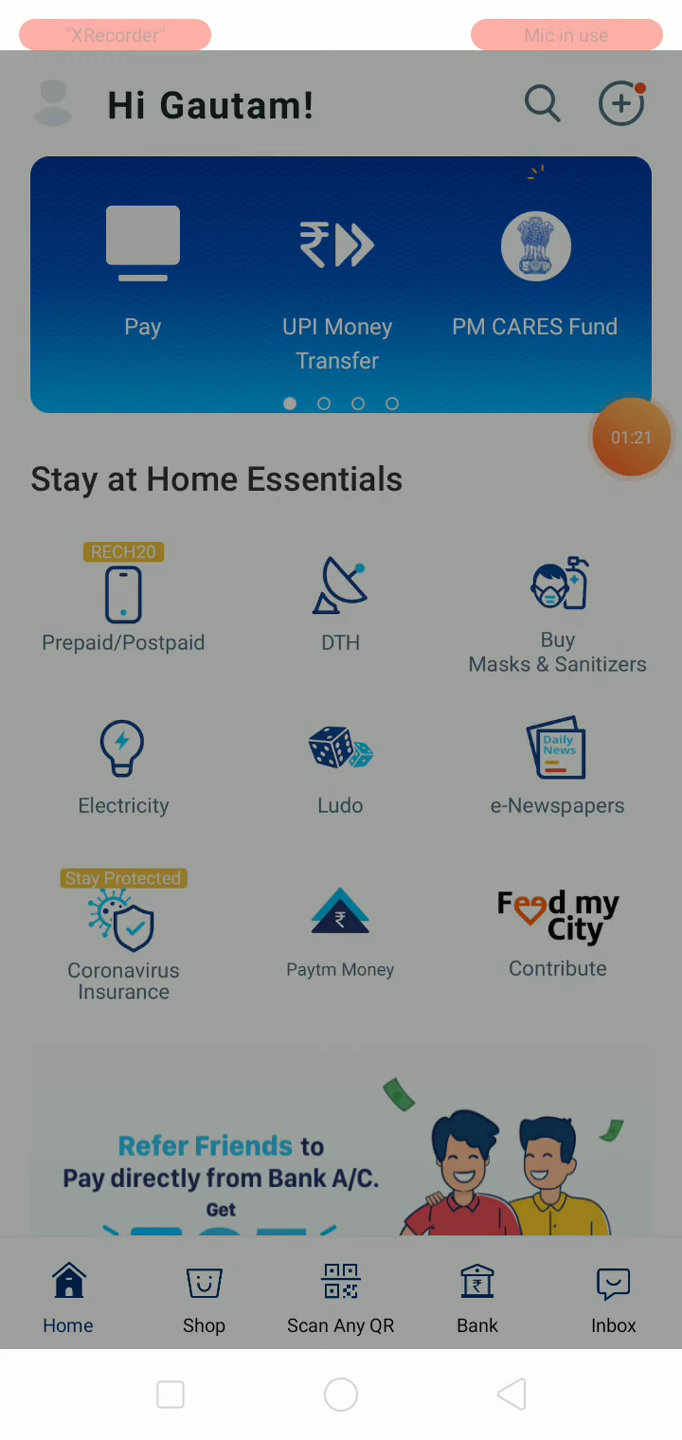 "XRecorder"
Mic in use
Hi Gautam!
Pay
UPI Money
Transfer
PM CARES Fund
01:21
Stay at Home Essentials
RECH20
Prepaid/Postpaid
DTH
Buy
Masks & Sanitizers
Electricity
Ludo
Daily
News
e-Newspapers
Stay Protected
Coronavirus
Insurance
₹
Paytm Money
Feed my
City
Contribute
Refer Friends to
Pay directly from Bank A/C.
Get
Home
Shop
Scan Any QR
Bank
Inbox